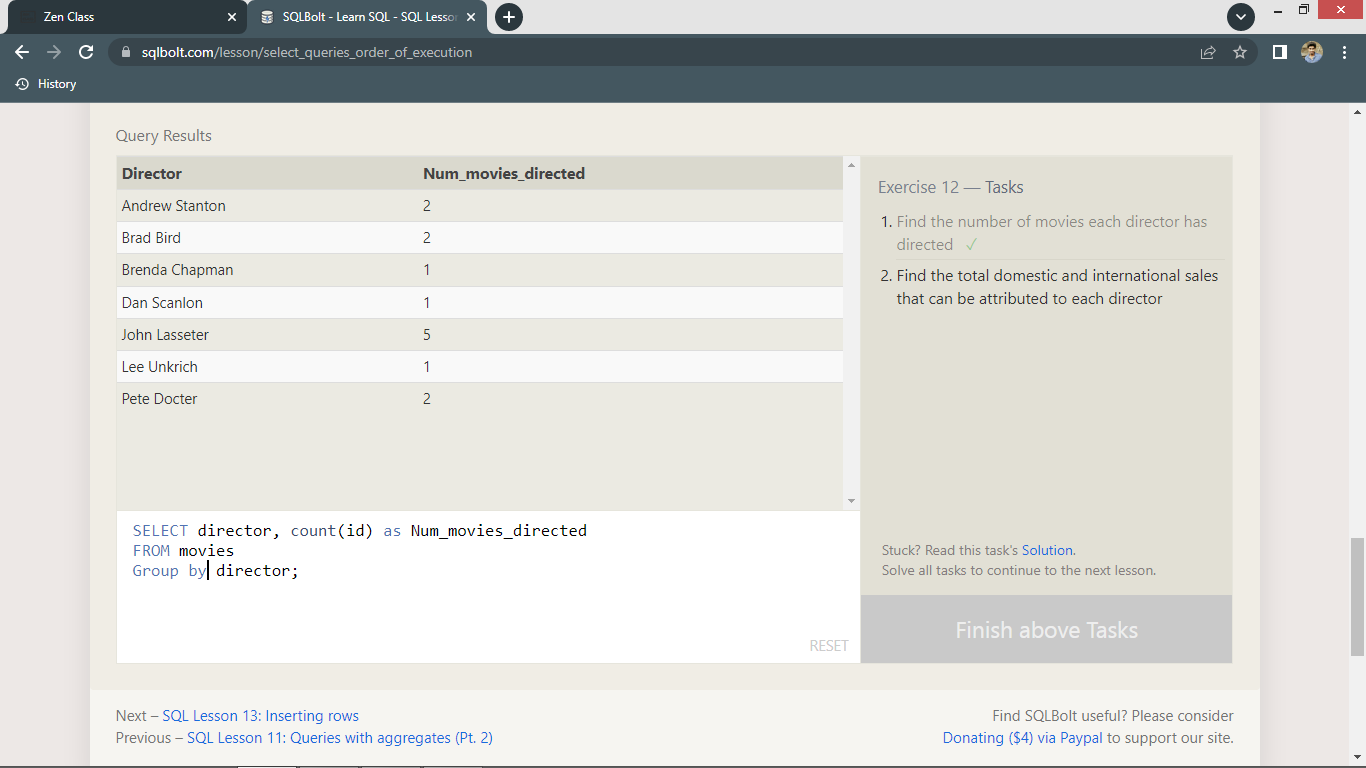 Zen Class
SQLBolt - Learn SQL - SQL Lesson
sqlbolt.com/lesson/select_queries_order_of_execution
History
Query Results
Director Num_movies_directed
Andrew Stanton 2
Brad Bird 2
Brenda Chapman 1
Dan Scanlon 1
John Lasseter 5
Lee Unkrich 1
Pete Docter 2
SELECT director, count(id) as Num_movies_directed
FROM movies
Group by director;
RESET
Exercise 12 — Tasks
1. Find the number of movies each director has
directed ✓
2. Find the total domestic and international sales
that can be attributed to each director
Stuck? Read this task's Solution.
Solve all tasks to continue to the next lesson.
Finish above Tasks
Next – SQL Lesson 13: Inserting rows
Previous – SQL Lesson 11: Queries with aggregates (Pt. 2)
Find SQLBolt useful? Please consider
Donating ($4) via Paypal to support our site.